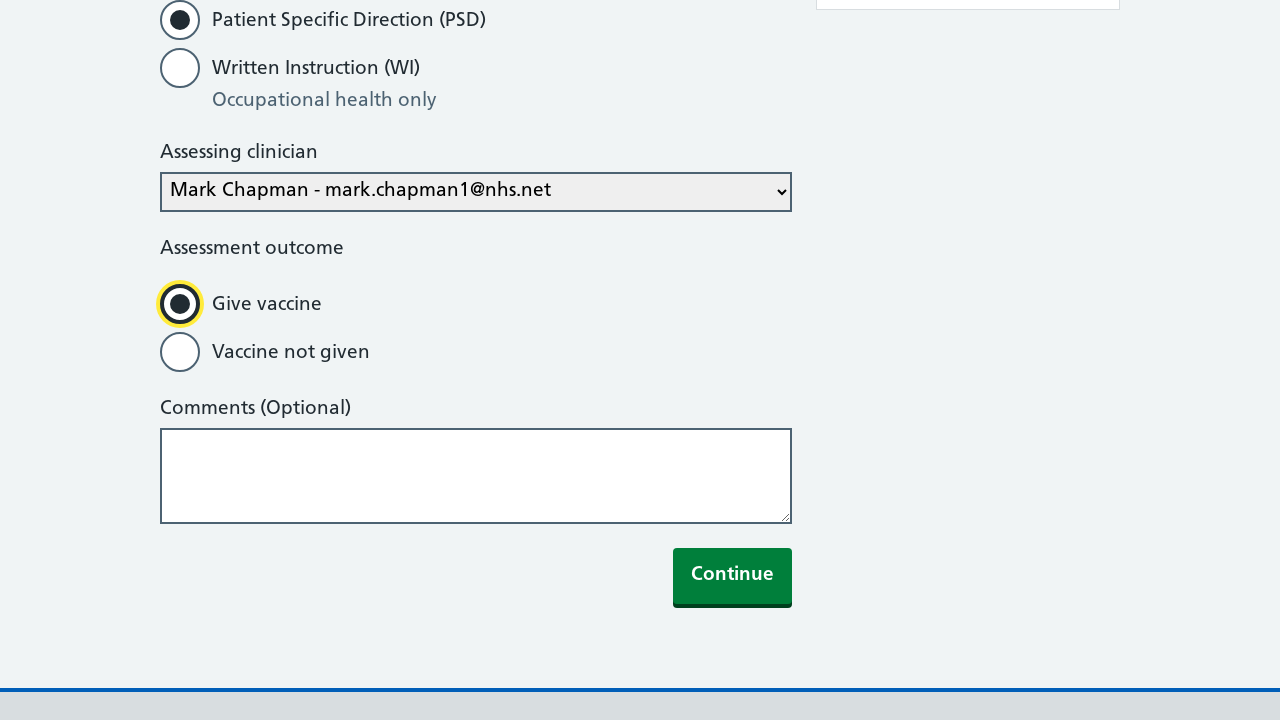 Patient Specific Direction (PSD)
Written Instruction (WI)
Occupational health only
Assessing clinician
Mark Chapman - mark.chapman1@nhs.net
Assessment outcome
Give vaccine
Vaccine not given
Comments (Optional)
Continue